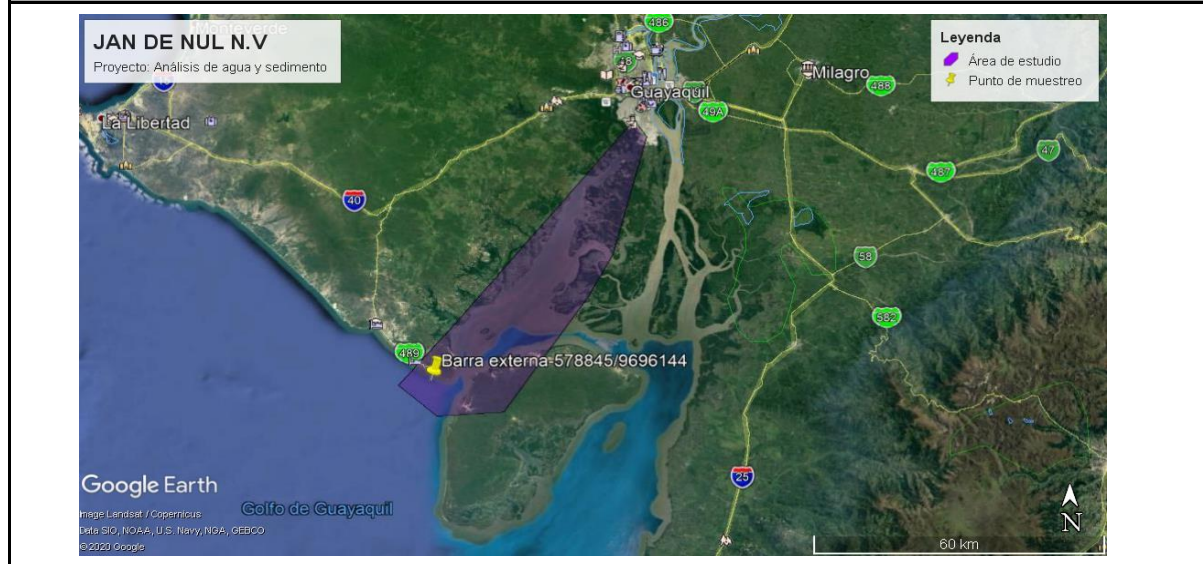 JAN DE NUL N.V
Proyecto: Análisis de agua y sedimento
Monteverde
Leyenda
Área de estudio
Punto de muestreo
486
48
Milagro
488
Guayaquil
49A
La Libertad
47
487
40
58
582
489
Barra externa-578845/9696144
25
Google Earth
Golfo de Guayaquil
Image Landsat / Copernicus
Data SIO, NOAA, U.S. Navy, NGA, GEBCO
©2020 Google
N
60 km